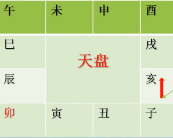 午 未 申 酉
巳 天盘 戌
辰 亥
卯 寅 丑 子